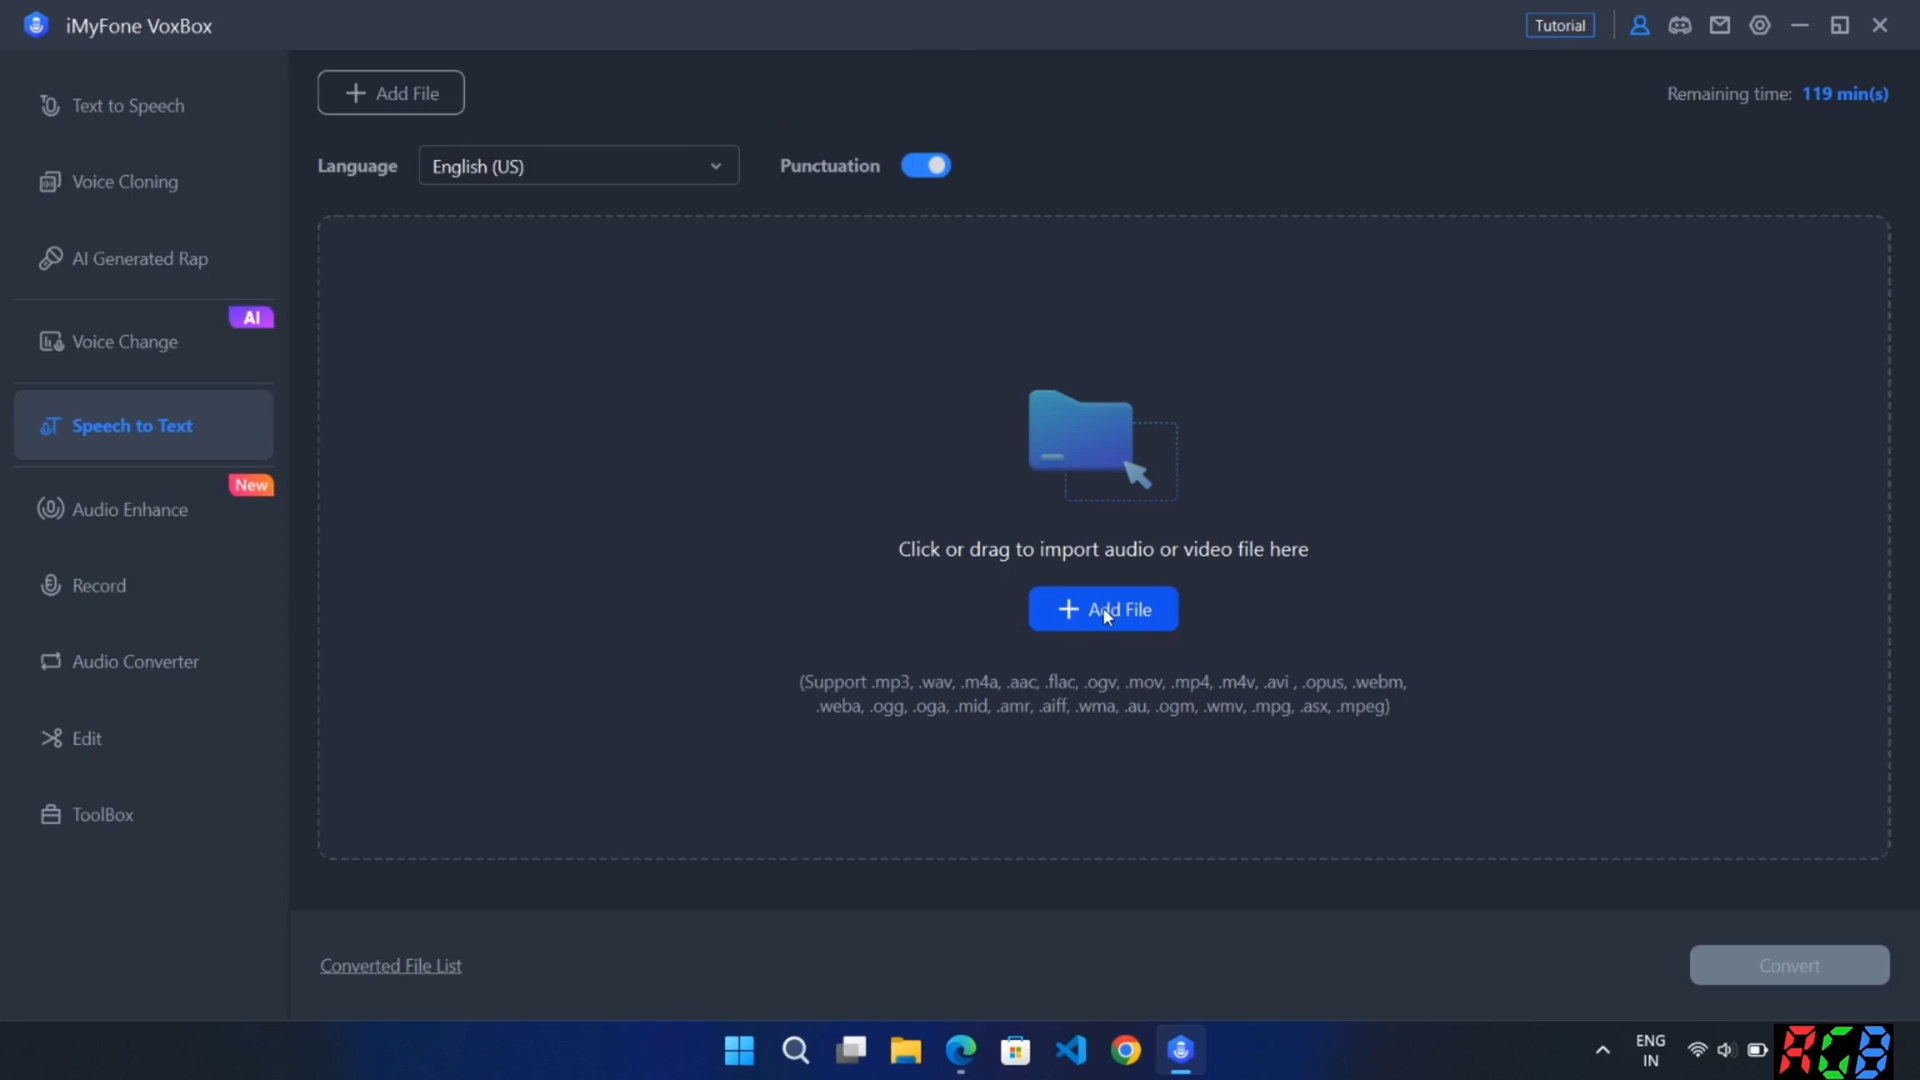 iMyFone VoxBox
Tutorial
Text to Speech
Voice Cloning
AI Generated Rap
AI
Voice Change
Speech to Text
New
Audio Enhance
Record
Audio Converter
Edit
ToolBox
Add File
Remaining time: 119 min(s)
Language
English (US)
Punctuation
Click or drag to import audio or video file here
Add File
(Support .mp3, .wav, .m4a, .aac, .flac, .ogv, .mov, .mp4, .m4v, .avi , .opus, .webm,
.weba, .ogg, .oga, .mid, .amr, .aiff, .wma, .au, .ogm, .wmv, .mpg, .asx, .mpeg)
Converted File List
Convert
ENG
IN
RGB